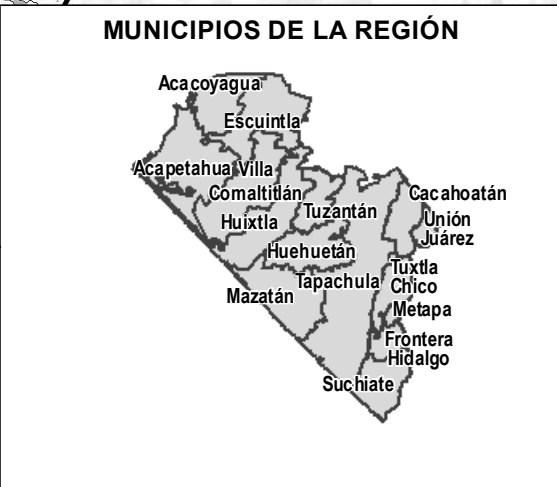 MUNICIPIOS DE LA REGIÓN
Acacoyagua
Escuintla
Acapetahua
Villa
Comaltitlán
Cacahoatán
Tuzantán
Huixtla
Unión
Juárez
Huehuetán
Tuxtla
Chico
Tapachula
Mazatán
Metapa
Frontera
Hidalgo
Suchiate